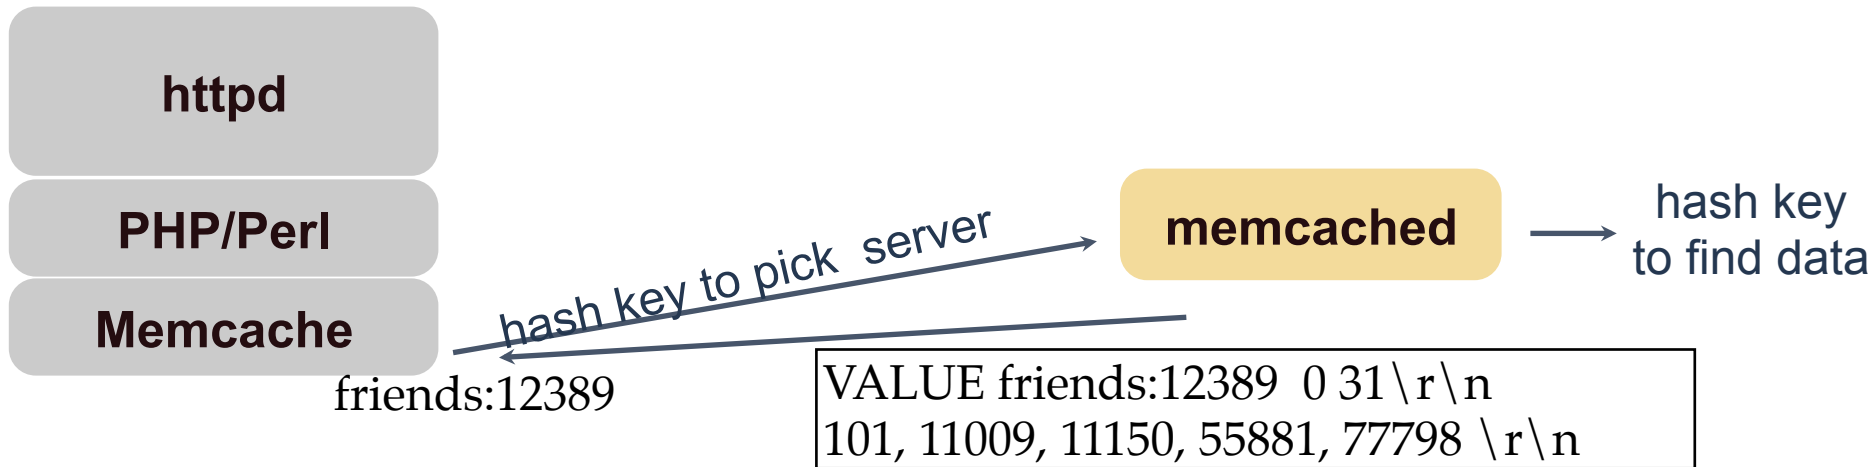 httpd
PHP/Perl
Memcache
hash key to pick server
memcached
hash key
to find data
friends:12389
VALUE friends:12389 0 31\r\n
101, 11009, 11150, 55881, 77798 \r\n